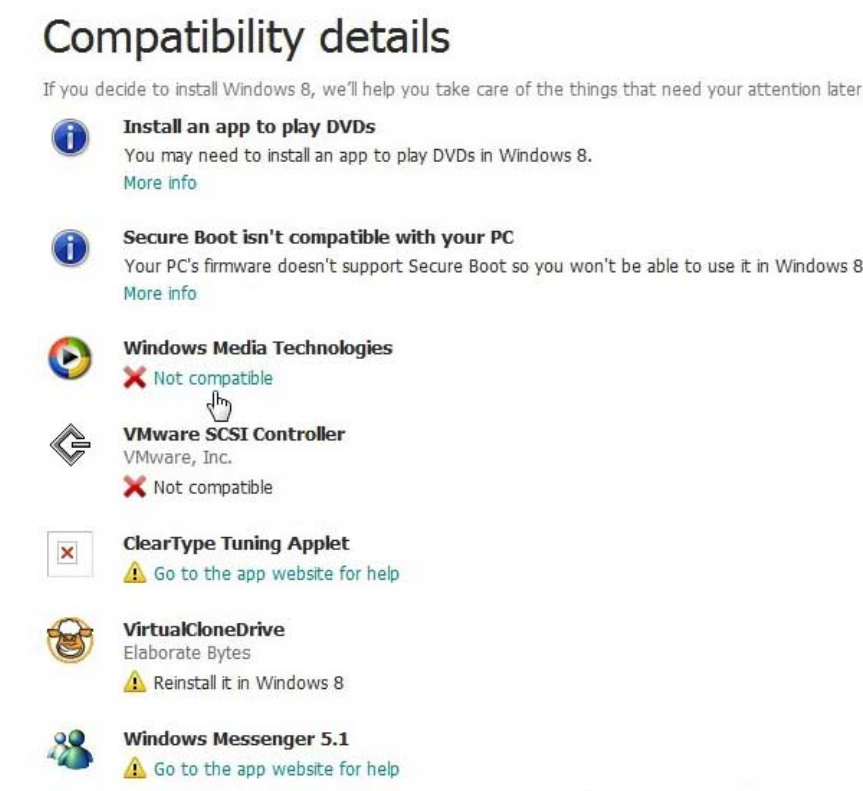 Compatibility details
If you decide to install Windows 8, we'll help you take care of the things that need your attention later
Install an app to play DVDs
You may need to install an app to play DVDs in Windows 8.
More info
Secure Boot isn't compatible with your PC
Your PC's firmware doesn't support Secure Boot so you won't be able to use it in Windows 8
More info
Windows Media Technologies
Not compatible
VMware SCSI Controller
VMware, Inc.
Not compatible
ClearType Tuning Applet
Go to the app website for help
VirtualCloneDrive
Elaborate Bytes
Reinstall it in Windows 8
Windows Messenger 5.1
Go to the app website for help